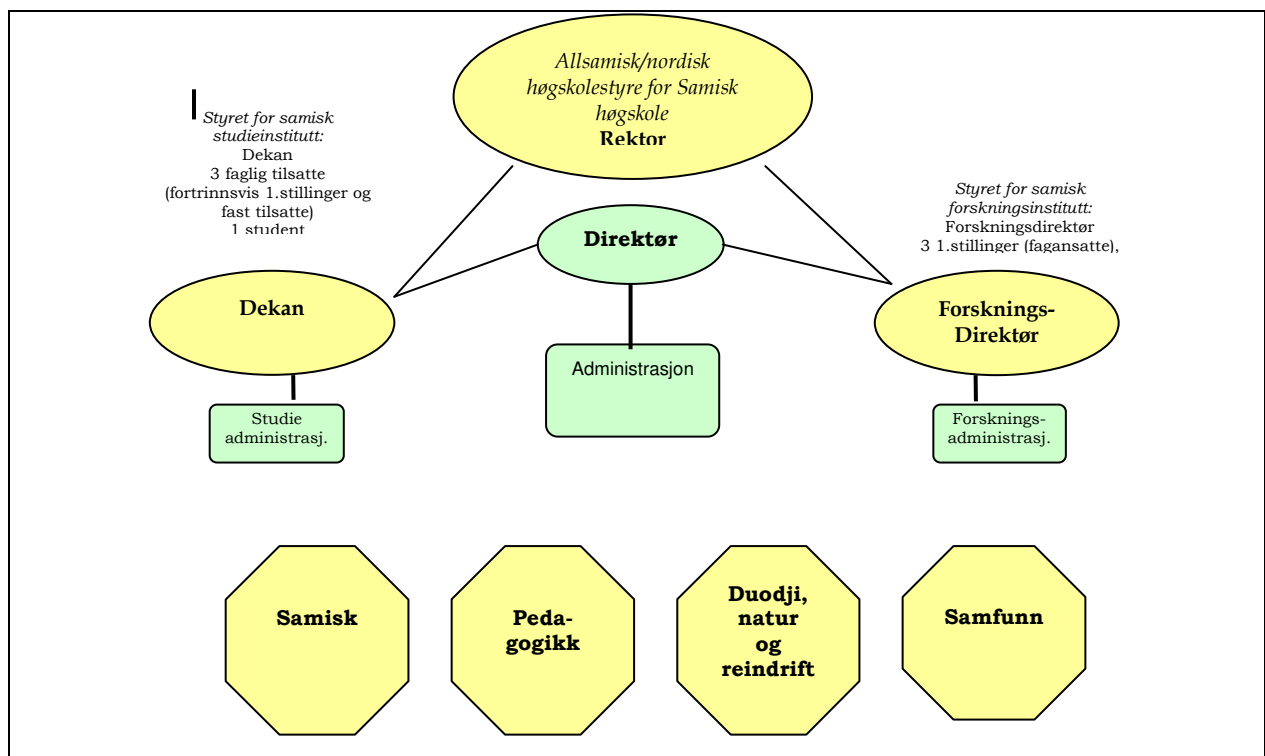 Allsamisk/nordisk
høgskolestyre for Samisk
høgskole
Rektor
Styret for samisk
studieinstitutt:
Dekan
3 faglig tilsatte
(fortrinnsvis 1.stillinger og
fast tilsatte)
1 student
Styret for samisk
forskningsinstitutt:
Forskningsdirektør
3 1.stillinger (fagansatte),
Direktør
Dekan
Forsknings-
Direktør
Administrasjon
Studie
administrasj.
Forsknings-
administrasj.
Samisk
Peda-
gogikk
Duodji,
natur
og
reindrift
Samfunn